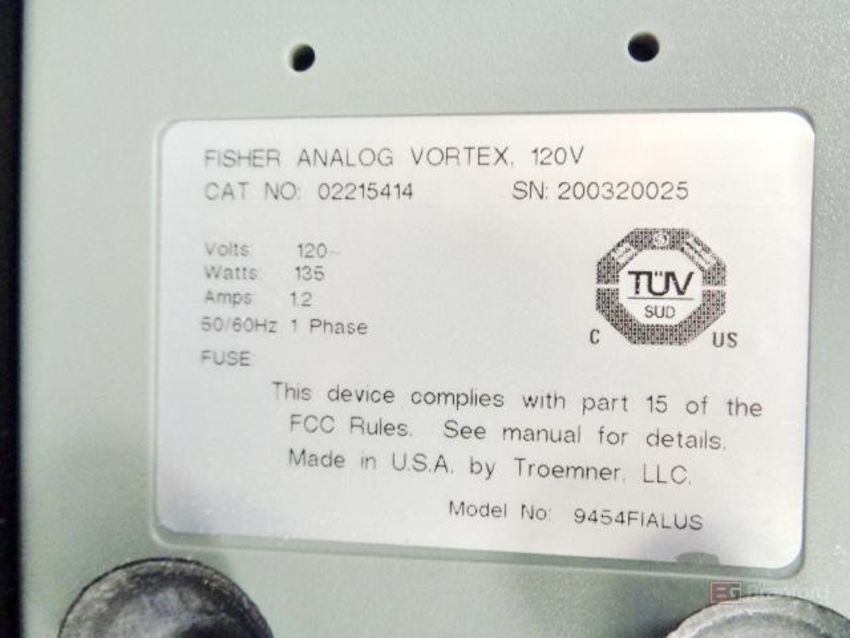 FISHER ANALOG VORTEX, 120V
CAT NO: 02215414 SN: 200320025
Volts: 120~
Watts: 135
Amps: 1.2
50/60Hz 1 Phase
FUSE:
TÜV
SUD
C US
This device complies with part 15 of the
FCC Rules. See manual for details.
Made in U.S.A. by Troemner, LLC.
Model No: 9454FIALUS